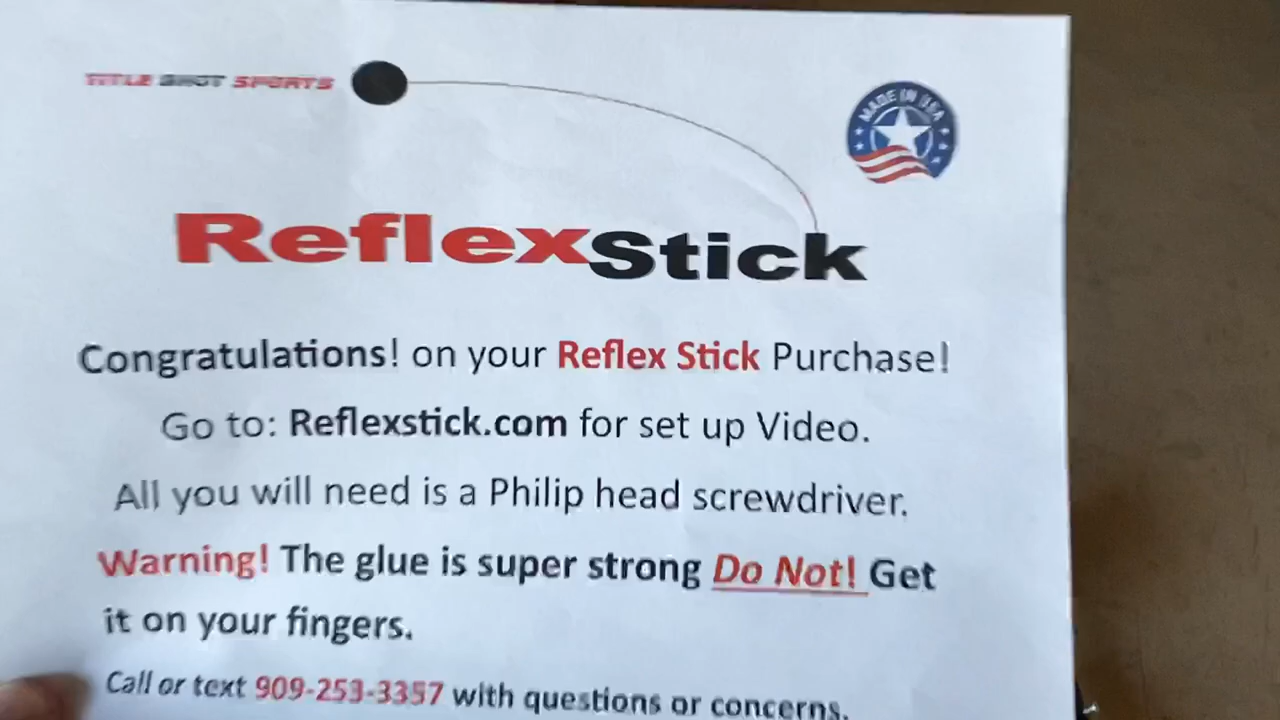 TITLE SHOT SPORTS
MADE IN USA
ReflexStick
Congratulations! on your Reflex Stick Purchase!
Go to: Reflexstick.com for set up Video.
All you will need is a Philip head screwdriver.
Warning! The glue is super strong Do Not! Get
it on your fingers.
Call or text 909-253-3357 with questions or concerns.